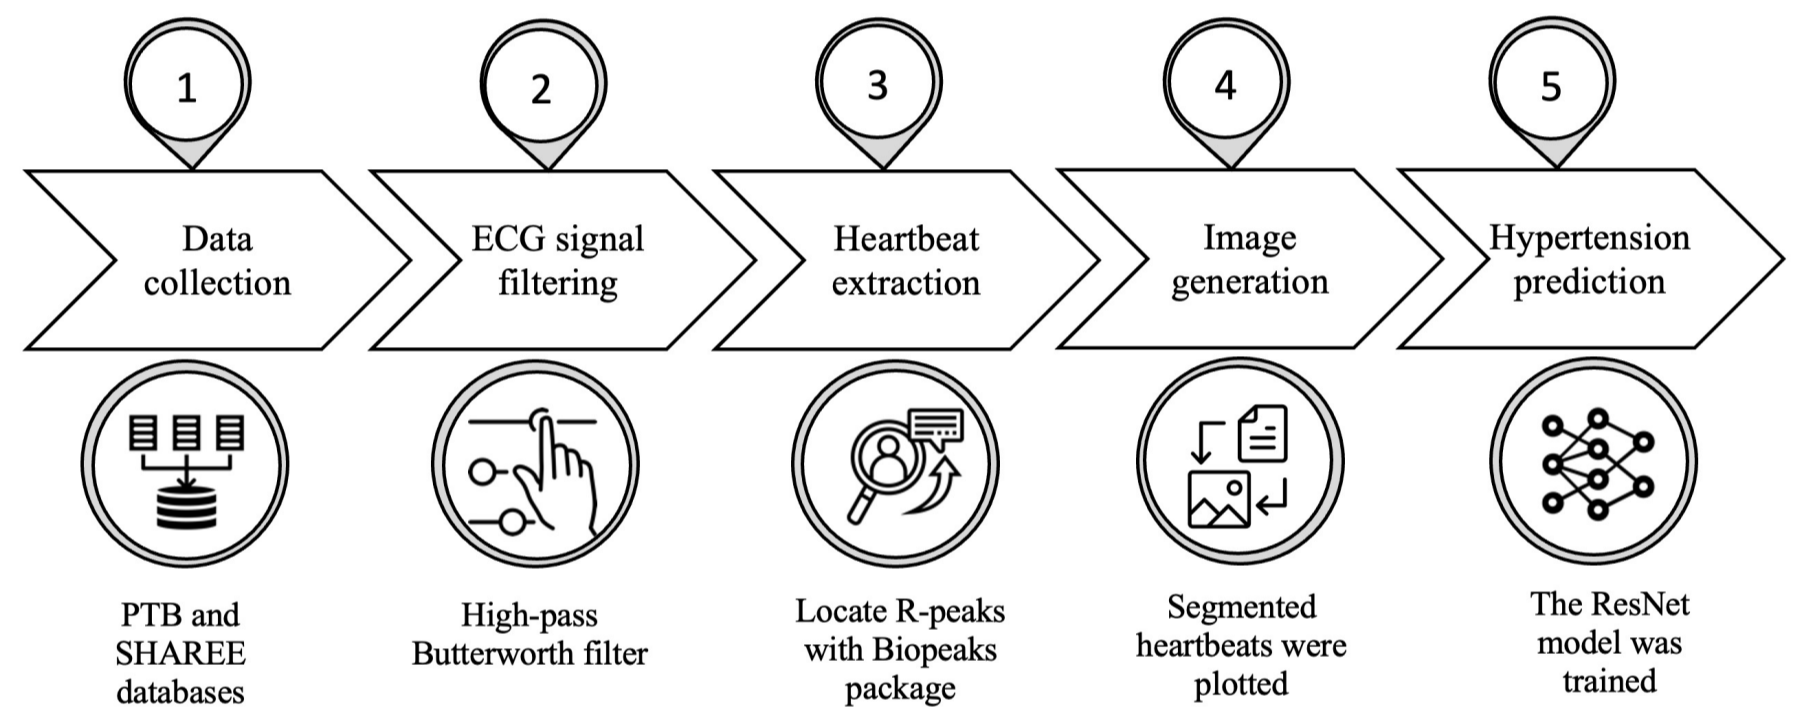 1
2
3
4
5
Data
collection
ECG signal
filtering
Heartbeat
extraction
Image
generation
Hypertension
prediction
PTB and
SHAREE
databases
High-pass
Butterworth filter
Locate R-peaks
with Biopeaks
package
Segmented
heartbeats were
plotted
The ResNet
model was
trained